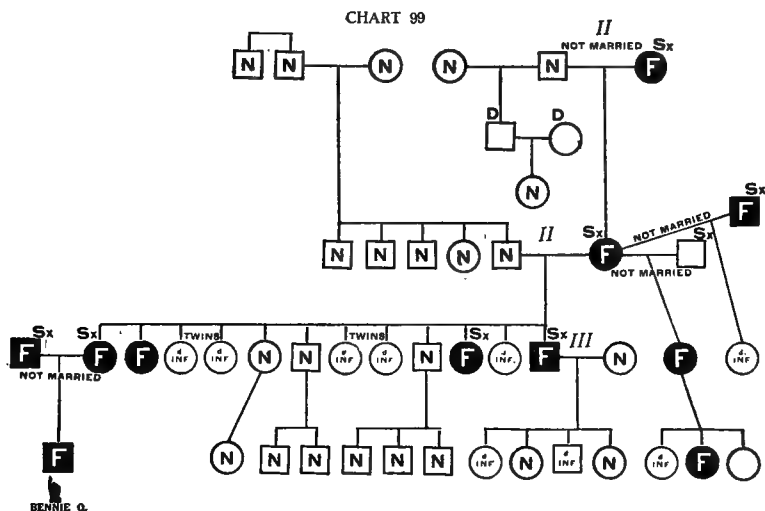 CHART 99
II
NOT MARRIED Sx
N N N N N F
D D
N
Sx
F
NOT MARRIED
Sx
II Sx
N N N N N F
NOT MARRIED
Sx Sx TWINS TWINS Sx Sx III
F F F d INF. d INF. N N d INF. d INF. N F d INF. F N F d. INF.
NOT MARRIED
F N N N N N N d INF N d INF N d INF F
BENNIE Q.